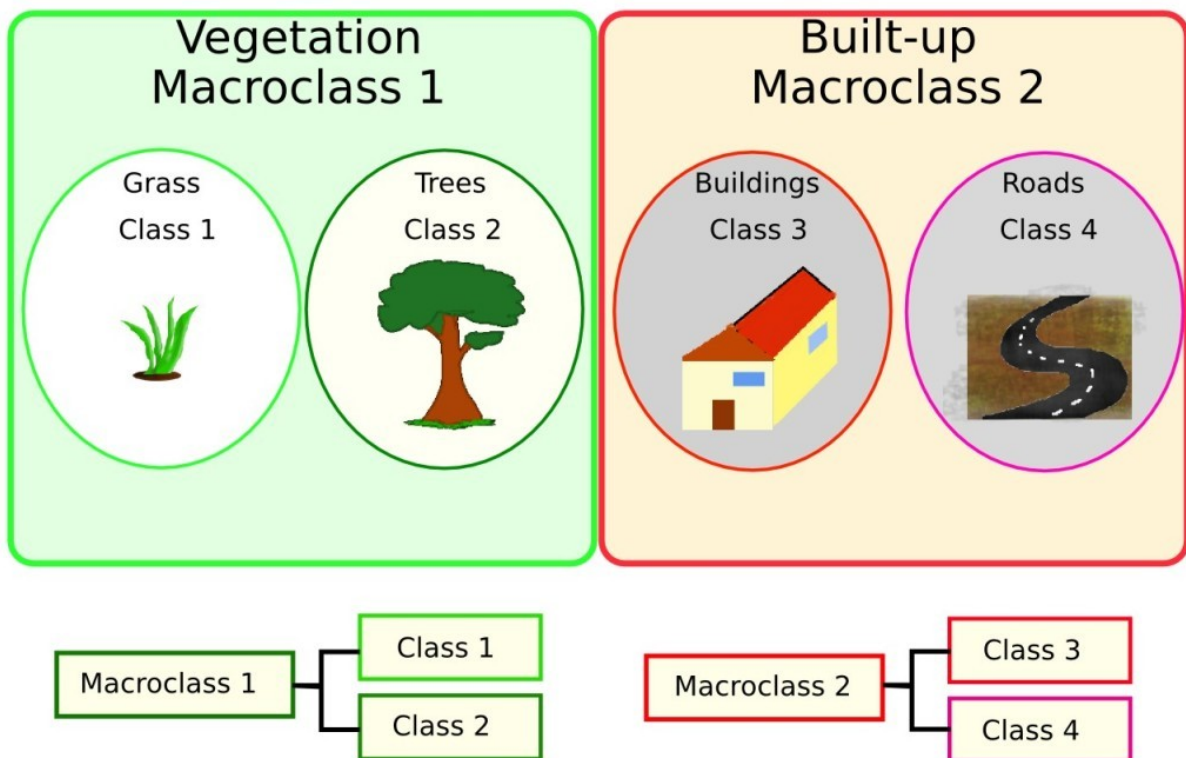 Vegetation
Macroclass 1
Grass
Class 1
Trees
Class 2
Built-up
Macroclass 2
Buildings
Class 3
Roads
Class 4
Macroclass 1
Class 1
Class 2
Macroclass 2
Class 3
Class 4